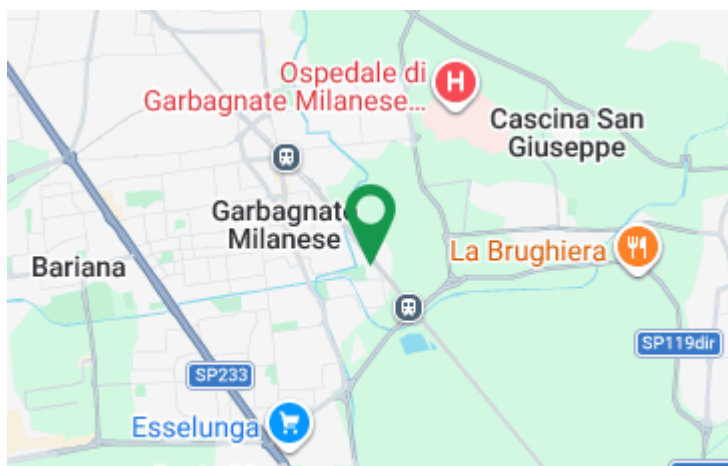 Ospedale di
Garbagnate Milanese...
H
Cascina San
Giuseppe
Garbagnate
Milanese
La Brughiera
Bariana
SP119dir
SP233
Esselunga